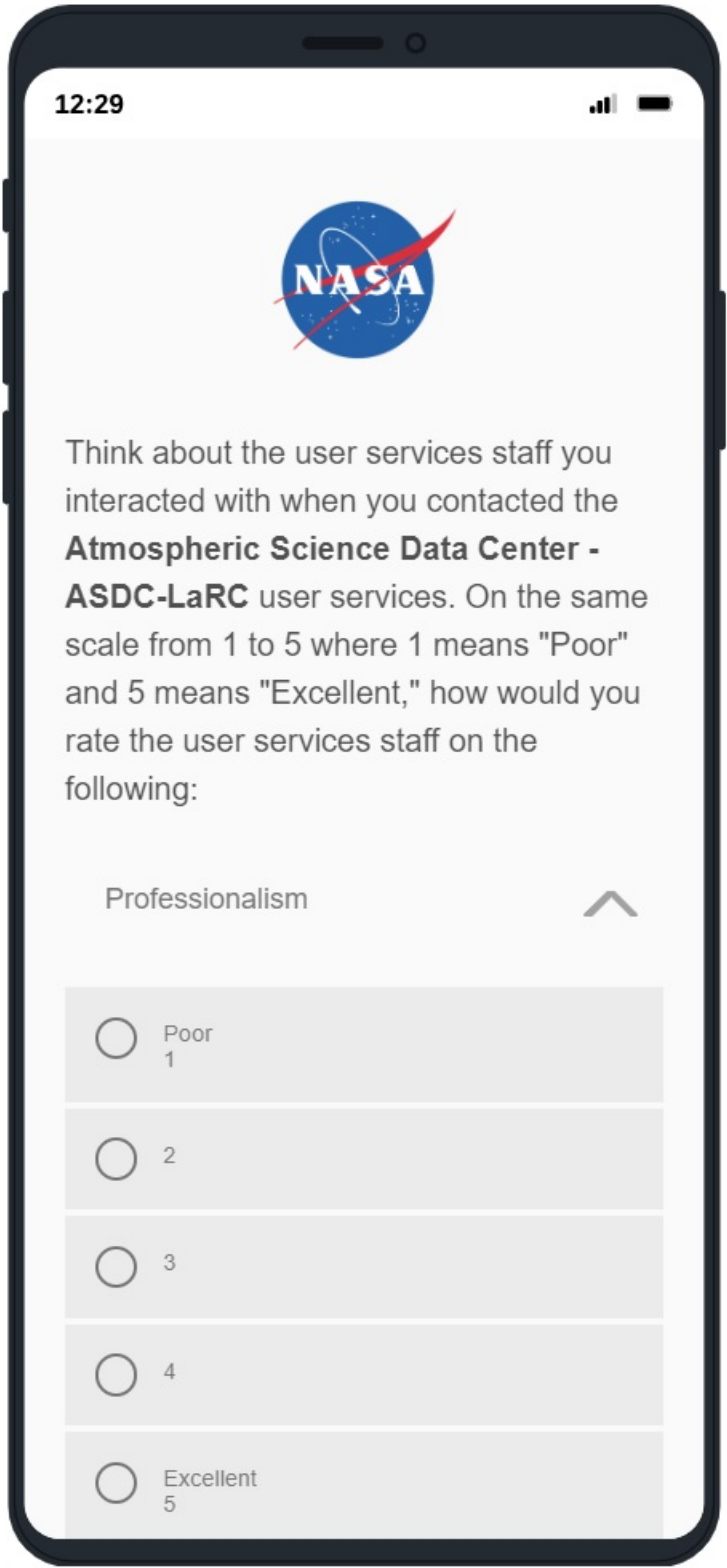 12:29
NASA
Think about the user services staff you
interacted with when you contacted the
Atmospheric Science Data Center -
ASDC-LaRC user services. On the same
scale from 1 to 5 where 1 means "Poor"
and 5 means "Excellent," how would you
rate the user services staff on the
following:
Professionalism
Poor
1
2
3
4
Excellent
5